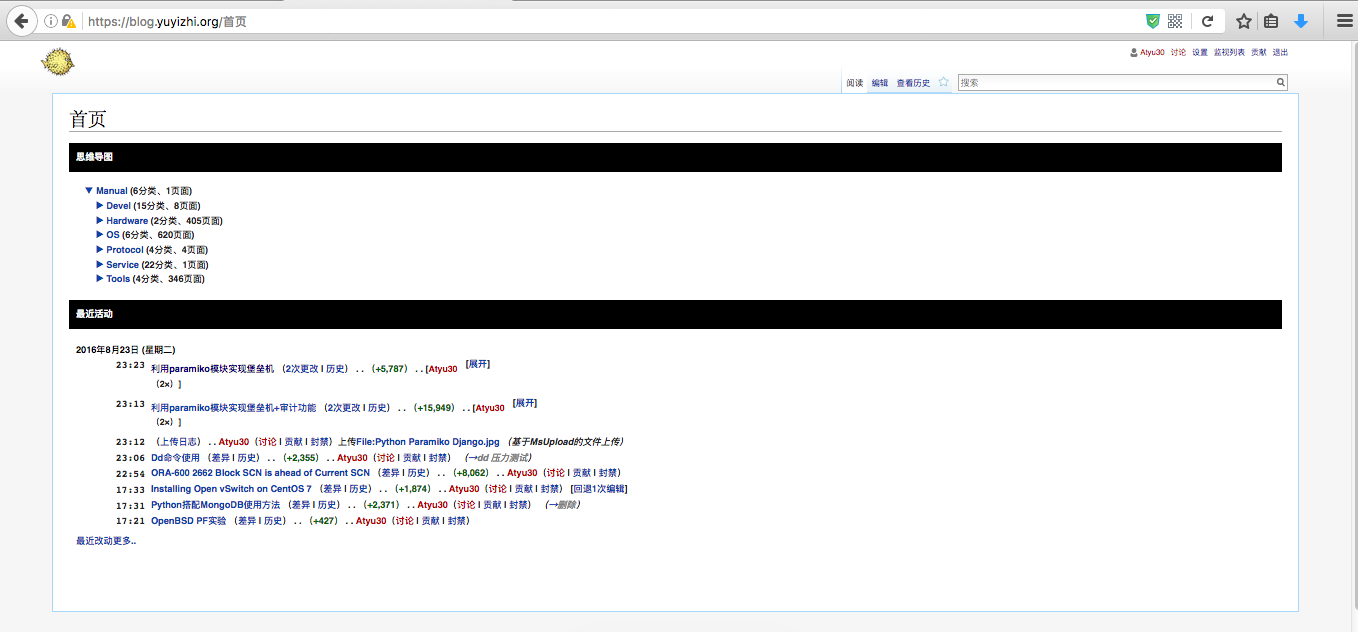 https://blog.yuyizhi.org/首页
Atyu30 讨论 设置 监视列表 贡献 退出
阅读 编辑 查看历史 搜索
首页
思维导图
▼ Manual (6分类、1页面)
► Devel (15分类、8页面)
► Hardware (2分类、405页面)
► OS (6分类、620页面)
► Protocol (4分类、4页面)
► Service (22分类、1页面)
► Tools (4分类、346页面)
最近活动
2016年8月23日 (星期二)
23:23 利用paramiko模块实现堡垒机 （2次更改 | 历史） . . （+5,787） . . [Atyu30 [展开]
（2×）]
23:13 利用paramiko模块实现堡垒机+审计功能 （2次更改 | 历史） . . （+15,949） . . [Atyu30 [展开]
（2×）]
23:12 （上传日志） . . Atyu30（讨论 | 贡献 | 封禁）上传File:Python Paramiko Django.jpg （基于MsUpload的文件上传）
23:06 Dd命令使用 （差异 | 历史） . . （+2,355） . . Atyu30（讨论 | 贡献 | 封禁） （→dd 压力测试）
22:54 ORA-600 2662 Block SCN is ahead of Current SCN （差异 | 历史） . . （+8,062） . . Atyu30（讨论 | 贡献 | 封禁）
17:33 Installing Open vSwitch on CentOS 7 （差异 | 历史） . . （+1,874） . . Atyu30（讨论 | 贡献 | 封禁） [回退1次编辑]
17:31 Python搭配MongoDB使用方法 （差异 | 历史） . . （+2,371） . . Atyu30（讨论 | 贡献 | 封禁） （→删除）
17:21 OpenBSD PF实验 （差异 | 历史） . . （+427） . . Atyu30（讨论 | 贡献 | 封禁）
最近改动更多..